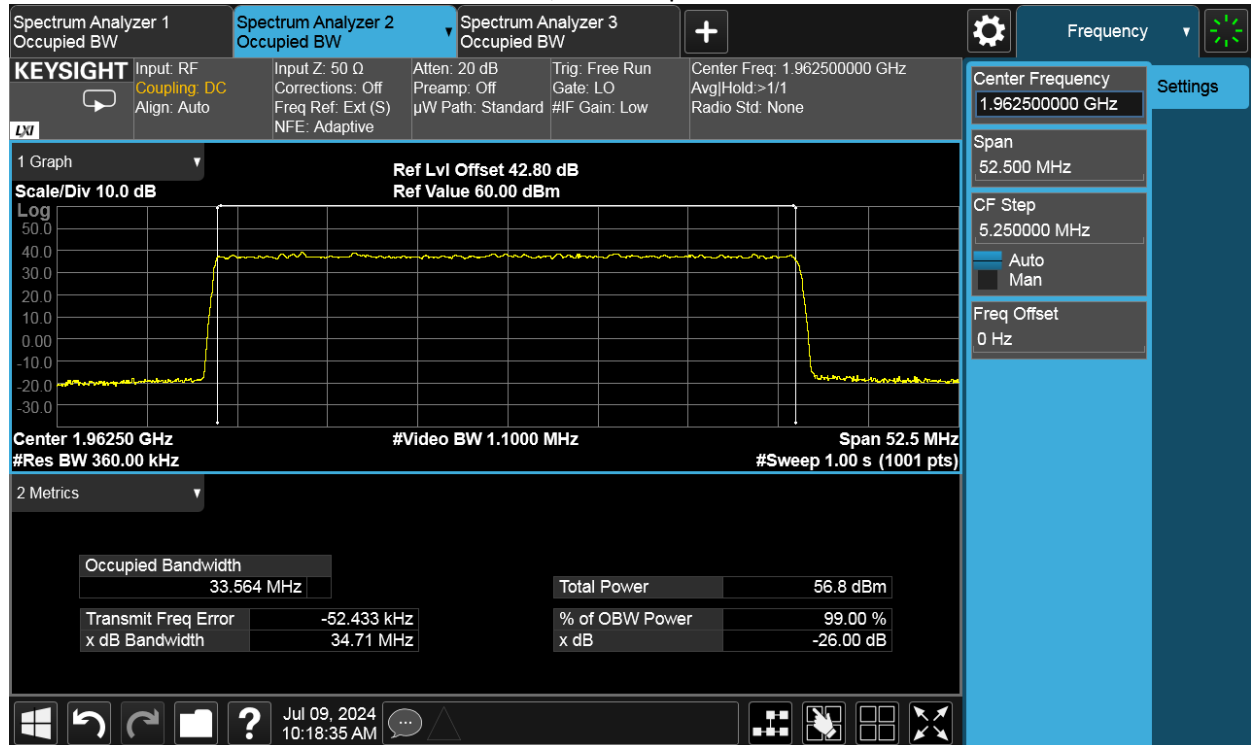 Spectrum Analyzer 1
Occupied BW
Spectrum Analyzer 2
Occupied BW
Spectrum Analyzer 3
Occupied BW
+
Frequency
KEYSIGHT
LXI
Input: RF
Coupling: DC
Align: Auto
Input Z: 50 Ω
Corrections: Off
Freq Ref: Ext (S)
NFE: Adaptive
Atten: 20 dB
Preamp: Off
µW Path: Standard
Trig: Free Run
Gate: LO
#IF Gain: Low
Center Freq: 1.962500000 GHz
Avg|Hold:>1/1
Radio Std: None
Center Frequency
1.962500000 GHz
Settings
Span
52.500 MHz
CF Step
5.250000 MHz
Auto
Man
Freq Offset
0 Hz
1 Graph
Scale/Div 10.0 dB
Ref Lvl Offset 42.80 dB
Ref Value 60.00 dBm
Log
50.0
40.0
30.0
20.0
10.0
0.00
-10.0
-20.0
-30.0
Center 1.96250 GHz
#Video BW 1.1000 MHz
Span 52.5 MHz
#Res BW 360.00 kHz
#Sweep 1.00 s (1001 pts)
2 Metrics
Occupied Bandwidth
33.564 MHz
Total Power 56.8 dBm
Transmit Freq Error -52.433 kHz
% of OBW Power 99.00 %
x dB Bandwidth 34.71 MHz
x dB -26.00 dB
?
Jul 09, 2024
10:18:35 AM